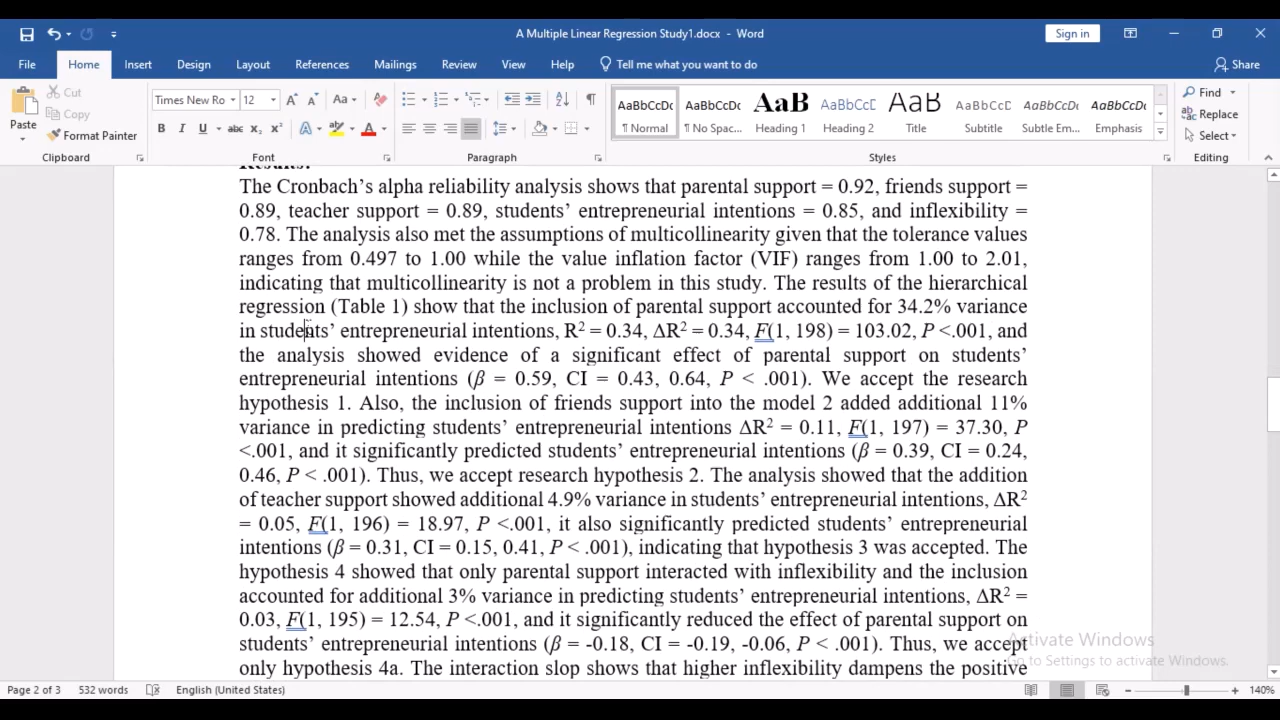 A Multiple Linear Regression Study1.docx - Word
Sign in
File Home Insert Design Layout References Mailings Review View Help Tell me what you want to do Share
Paste
Cut
Copy
Format Painter
Times New Ro 12
AaBbCcDc AaBbCcDc AaB AaBbCcD AaB AaBbCcD AaBbCcDc AaBbCcDc
¶ Normal ¶ No Spac... Heading 1 Heading 2 Title Subtitle Subtle Em... Emphasis
Find
Replace
Select
Clipboard Font Paragraph Styles Editing
Results:
The Cronbach’s alpha reliability analysis shows that parental support = 0.92, friends support =
0.89, teacher support = 0.89, students’ entrepreneurial intentions = 0.85, and inflexibility =
0.78. The analysis also met the assumptions of multicollinearity given that the tolerance values
ranges from 0.497 to 1.00 while the value inflation factor (VIF) ranges from 1.00 to 2.01,
indicating that multicollinearity is not a problem in this study. The results of the hierarchical
regression (Table 1) show that the inclusion of parental support accounted for 34.2% variance
in students’ entrepreneurial intentions, R² = 0.34, ΔR² = 0.34, F(1, 198) = 103.02, P <.001, and
the analysis showed evidence of a significant effect of parental support on students’
entrepreneurial intentions (β = 0.59, CI = 0.43, 0.64, P < .001). We accept the research
hypothesis 1. Also, the inclusion of friends support into the model 2 added additional 11%
variance in predicting students’ entrepreneurial intentions ΔR² = 0.11, F(1, 197) = 37.30, P
<.001, and it significantly predicted students’ entrepreneurial intentions (β = 0.39, CI = 0.24,
0.46, P < .001). Thus, we accept research hypothesis 2. The analysis showed that the addition
of teacher support showed additional 4.9% variance in students’ entrepreneurial intentions, ΔR²
= 0.05, F(1, 196) = 18.97, P <.001, it also significantly predicted students’ entrepreneurial
intentions (β = 0.31, CI = 0.15, 0.41, P < .001), indicating that hypothesis 3 was accepted. The
hypothesis 4 showed that only parental support interacted with inflexibility and the inclusion
accounted for additional 3% variance in predicting students’ entrepreneurial intentions, ΔR² =
0.03, F(1, 195) = 12.54, P <.001, and it significantly reduced the effect of parental support on
students’ entrepreneurial intentions (β = -0.18, CI = -0.19, -0.06, P < .001). Thus, we accept
only hypothesis 4a. The interaction slop shows that higher inflexibility dampens the positive
Activate Windows
Go to Settings to activate Windows.
Page 2 of 3 532 words English (United States) 140%